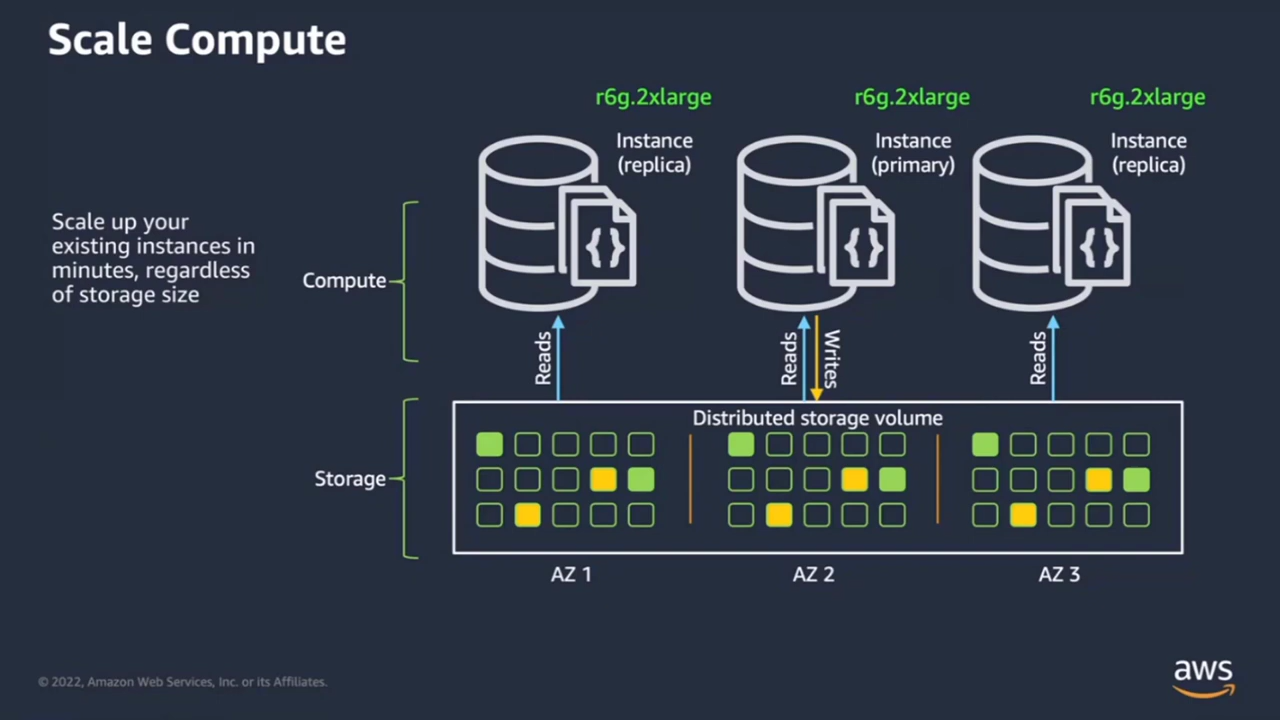 Scale Compute
r6g.2xlarge
r6g.2xlarge
r6g.2xlarge
Instance
(replica)
Instance
(primary)
Instance
(replica)
{}
{}
{}
Scale up your
existing instances in
minutes, regardless
of storage size
Compute
Reads
Reads
Writes
Reads
Distributed storage volume
Storage
AZ 1
AZ 2
AZ 3
© 2022, Amazon Web Services, Inc. or its Affiliates.
aws